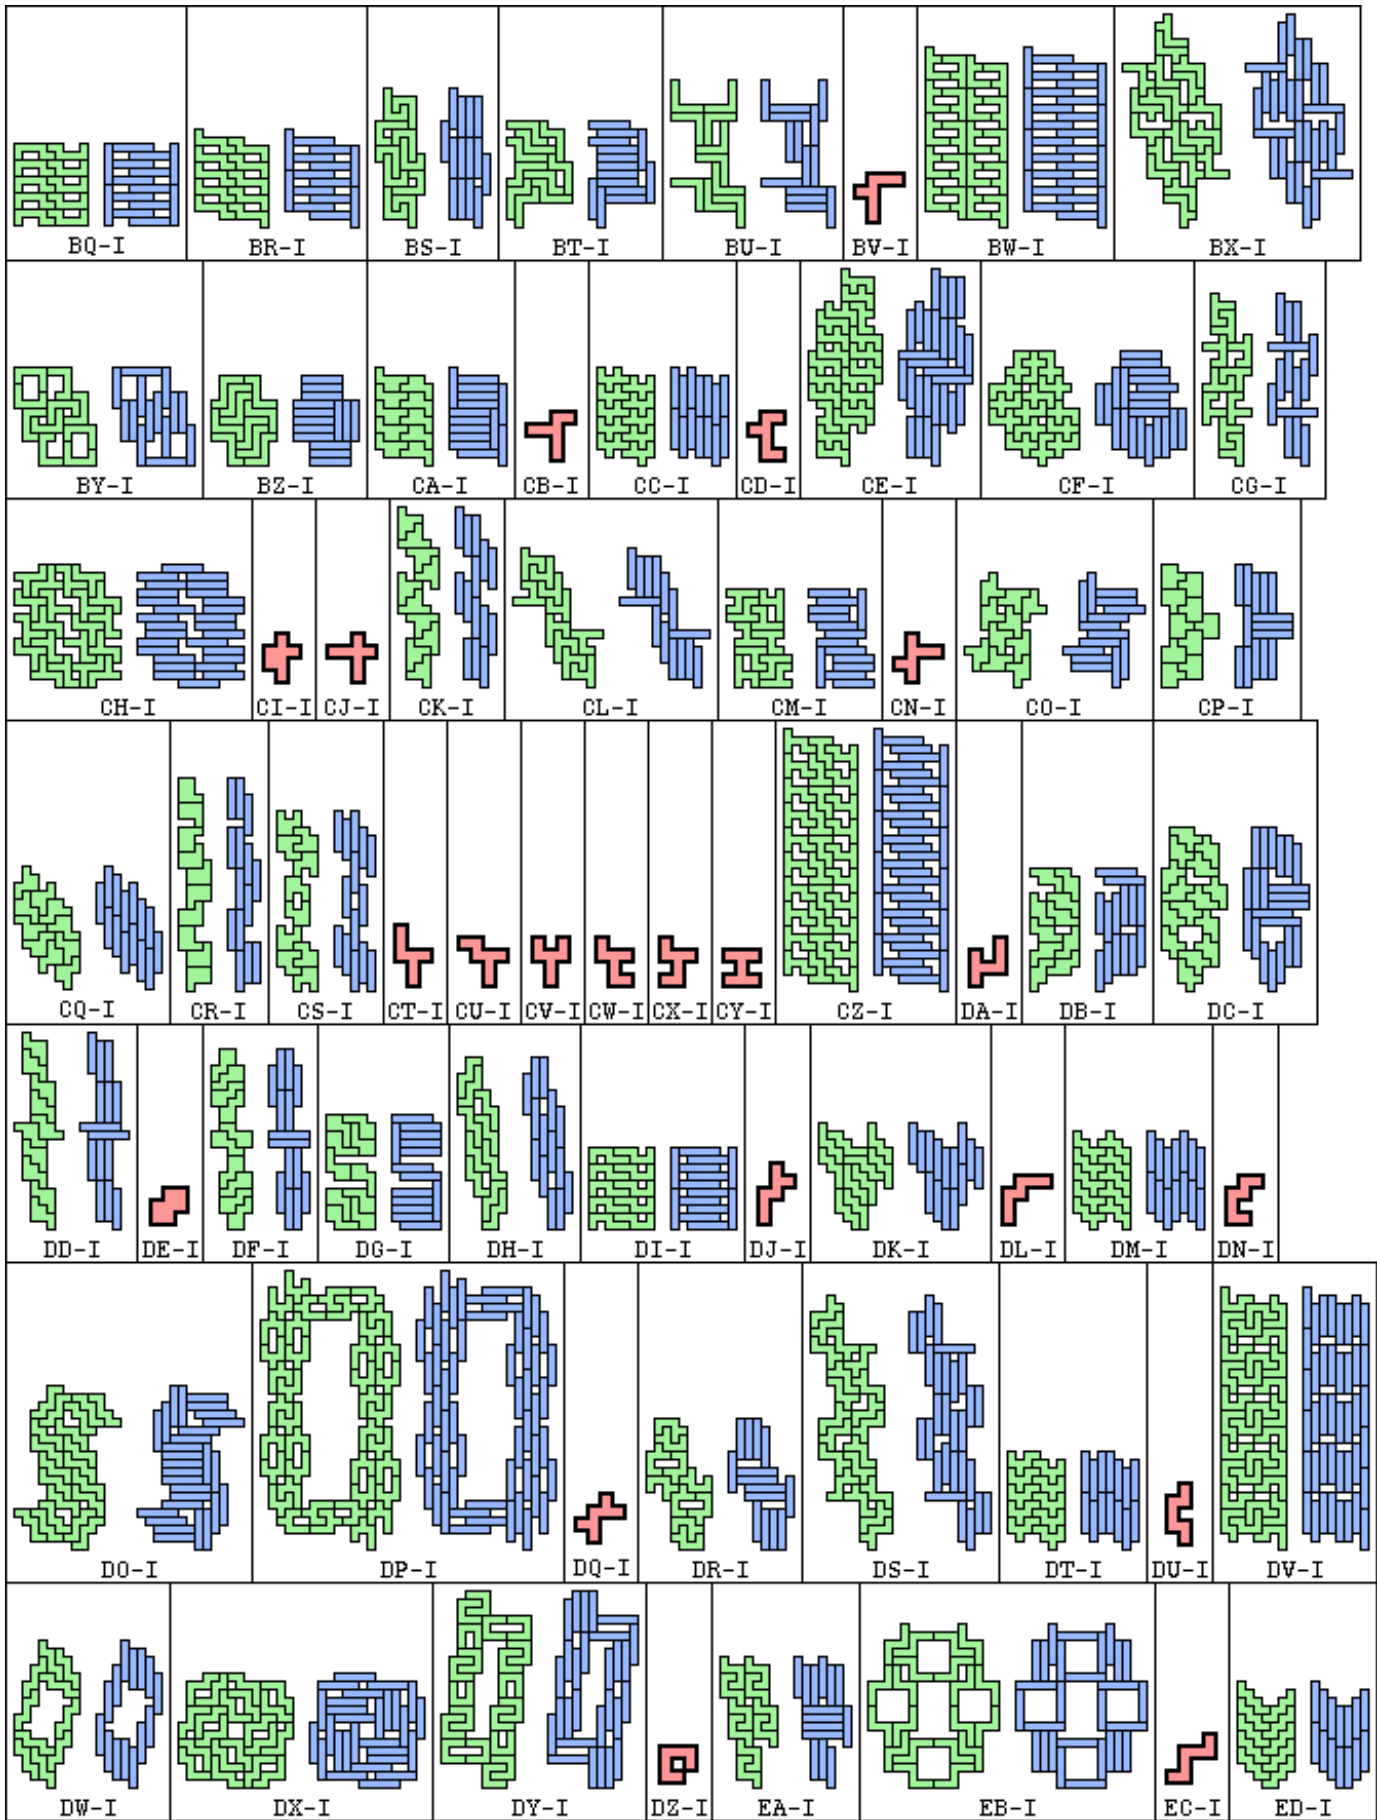 BQ-I BR-I BS-I BT-I BU-I BV-I BW-I BX-I
BY-I BZ-I CA-I CB-I CC-I CD-I CE-I CF-I CG-I
CH-I CI-I CJ-I CK-I CL-I CM-I CN-I CO-I CP-I
CQ-I CR-I CS-I CT-I CU-I CV-I CW-I CX-I CY-I CZ-I DA-I DB-I DC-I
DD-I DE-I DF-I DG-I DH-I DI-I DJ-I DK-I DL-I DM-I DN-I
DO-I DP-I DQ-I DR-I DS-I DT-I DU-I DV-I
DW-I DX-I DY-I DZ-I EA-I EB-I EC-I ED-I